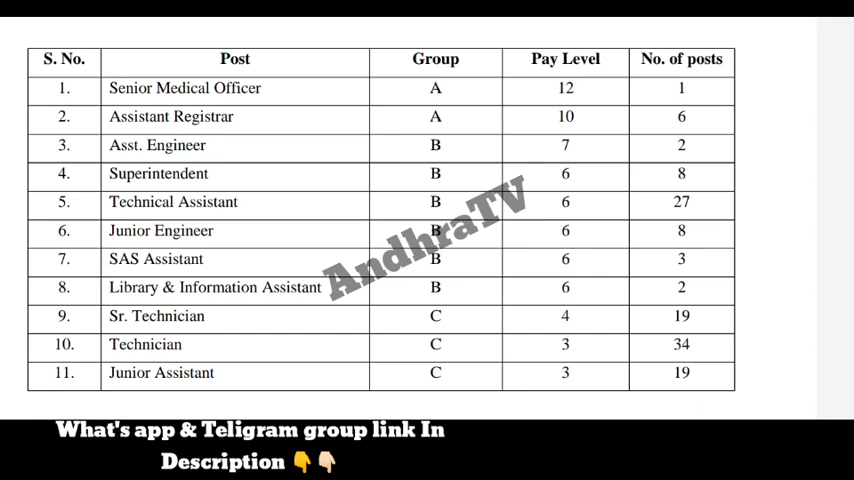 S. No. Post Group Pay Level No. of posts
1. Senior Medical Officer A 12 1
2. Assistant Registrar A 10 6
3. Asst. Engineer B 7 2
4. Superintendent B 6 8
5. Technical Assistant B 6 27
6. Junior Engineer B 6 8
7. SAS Assistant B 6 3
8. Library & Information Assistant B 6 2
9. Sr. Technician C 4 19
10. Technician C 3 34
11. Junior Assistant C 3 19
AndhraTV
What's app & Teligram group link In
Description 👇👇🏻